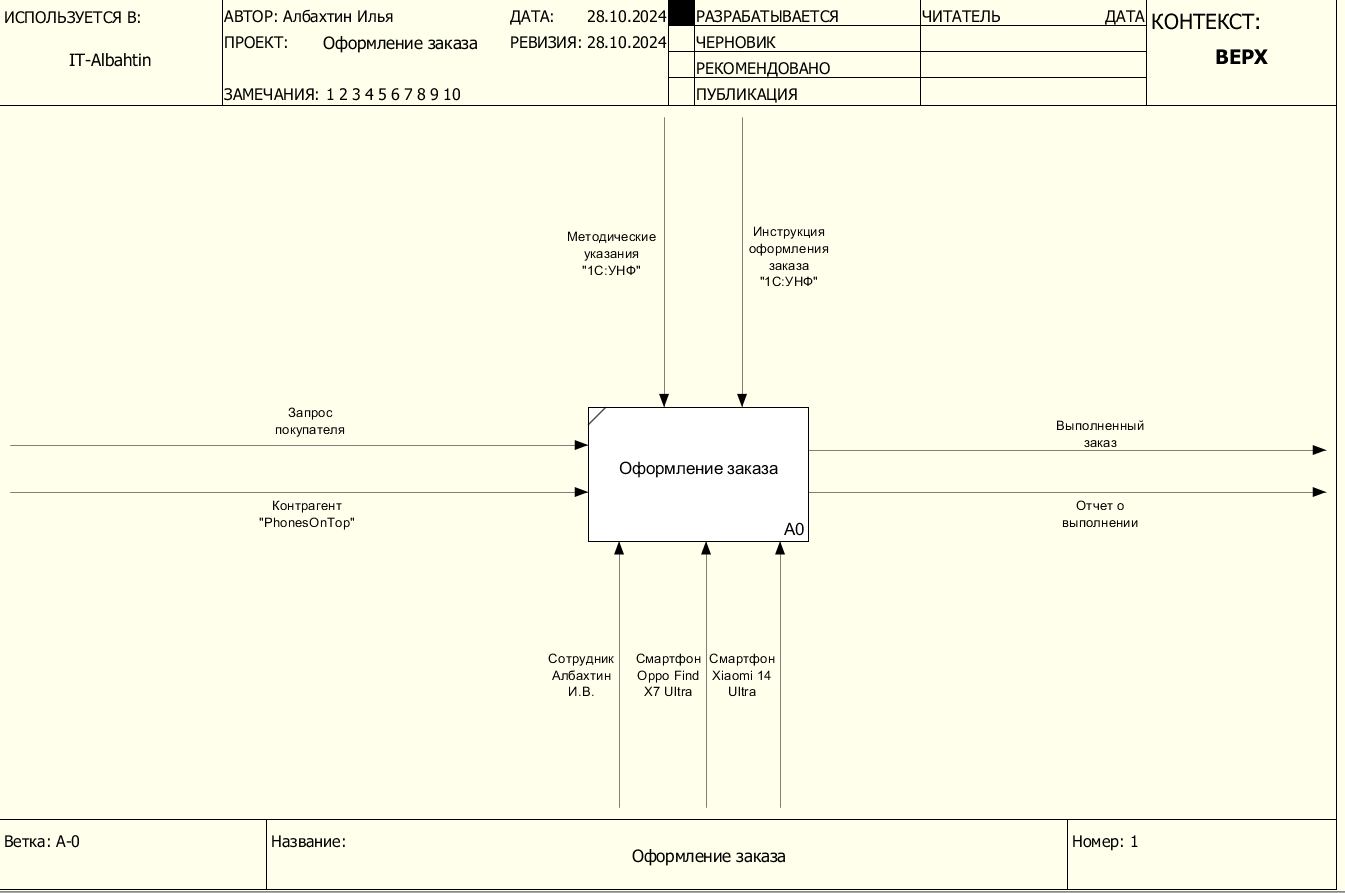 ИСПОЛЬЗУЕТСЯ В:
IT-Albahtin
АВТОР: Албахтин Илья
ДАТА: 28.10.2024
ПРОЕКТ: Оформление заказа
РЕВИЗИЯ: 28.10.2024
ЗАМЕЧАНИЯ: 1 2 3 4 5 6 7 8 9 10
РАЗРАБАТЫВАЕТСЯ
ЧЕРНОВИК
РЕКОМЕНДОВАНО
ПУБЛИКАЦИЯ
ЧИТАТЕЛЬ
ДАТА
КОНТЕКСТ:
ВЕРХ
Методические
указания
"1С:УНФ"
Инструкция
оформления
заказа
"1С:УНФ"
Запрос
покупателя
Контрагент
"PhonesOnTop"
Оформление заказа
A0
Выполненный
заказ
Отчет о
выполнении
Сотрудник
Албахтин
И.В.
Смартфон
Oppo Find
X7 Ultra
Смартфон
Xiaomi 14
Ultra
Ветка: A-0
Название:
Оформление заказа
Номер: 1